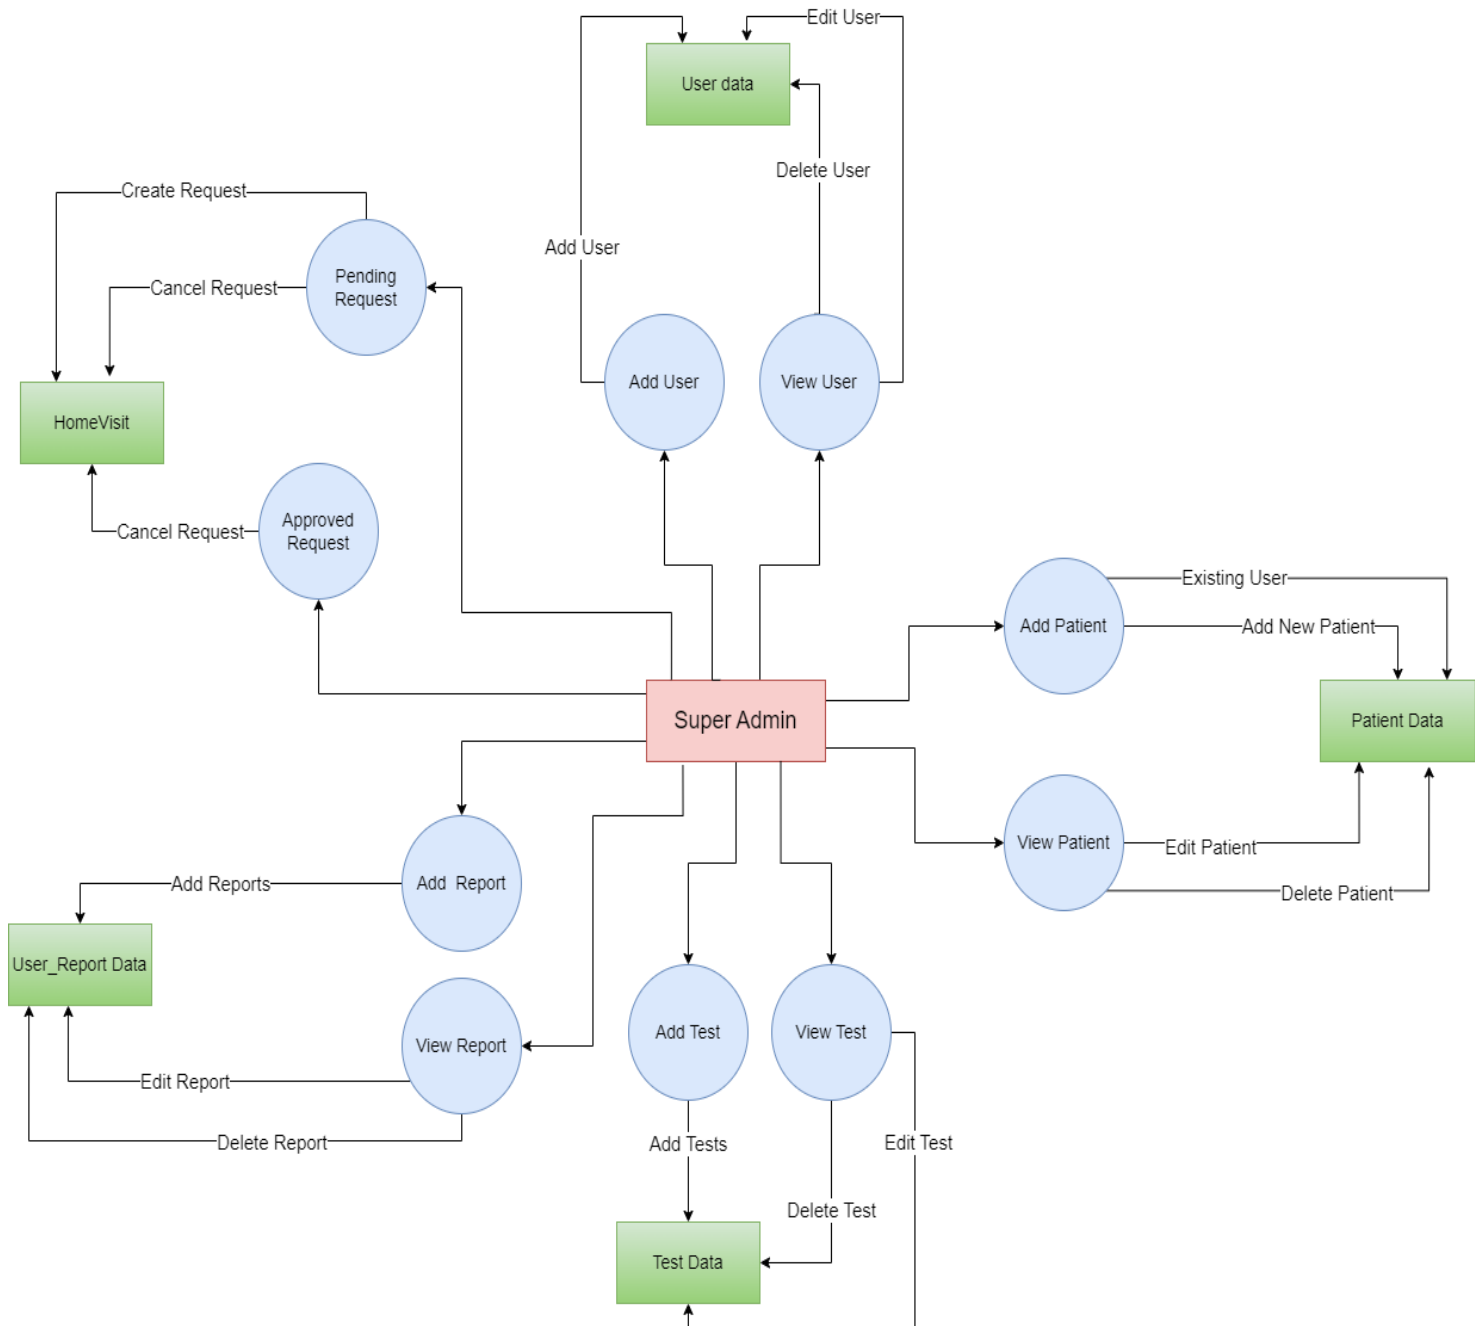 Edit User
User data
Delete User
Create Request
Add User
Pending
Request
Cancel Request
Add User
View User
HomeVisit
Approved
Request
Cancel Request
Existing User
Add Patient
Add New Patient
Super Admin
Patient Data
View Patient
Edit Patient
Delete Patient
Add Reports
Add  Report
User_Report Data
Add Test
View Test
View Report
Edit Report
Delete Report
Add Tests
Edit Test
Delete Test
Test Data